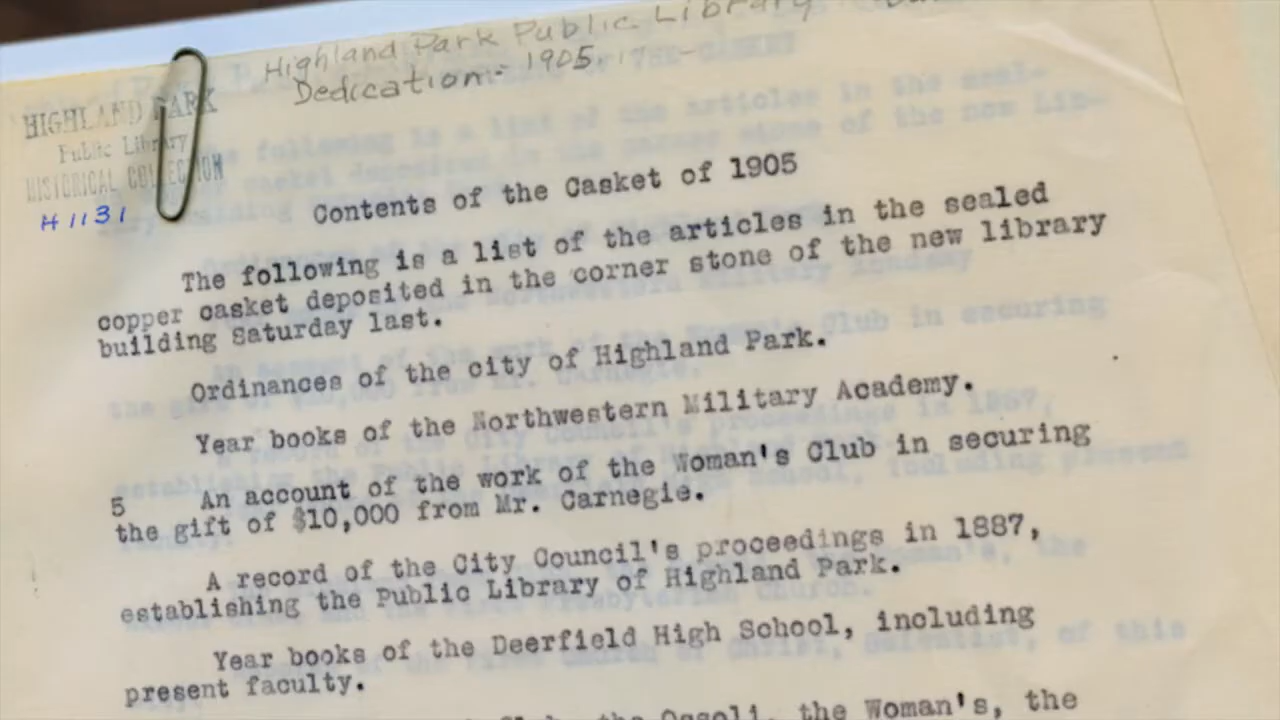 Highland Park Public Library
Dedication - 1905.
HIGHLAND PARK
Public Library
HISTORICAL COLLECTION
H1131
Contents of the Casket of 1905
The following is a list of the articles in the sealed
copper casket deposited in the corner stone of the new library
building Saturday last.
Ordinances of the city of Highland Park.
Year books of the Northwestern Military Academy.
5 An account of the work of the Woman's Club in securing
the gift of $10,000 from Mr. Carnegie.
A record of the City Council's proceedings in 1887,
establishing the Public Library of Highland Park.
Year books of the Deerfield High School, including
present faculty.
Club, the Ossoli, the Woman's, the